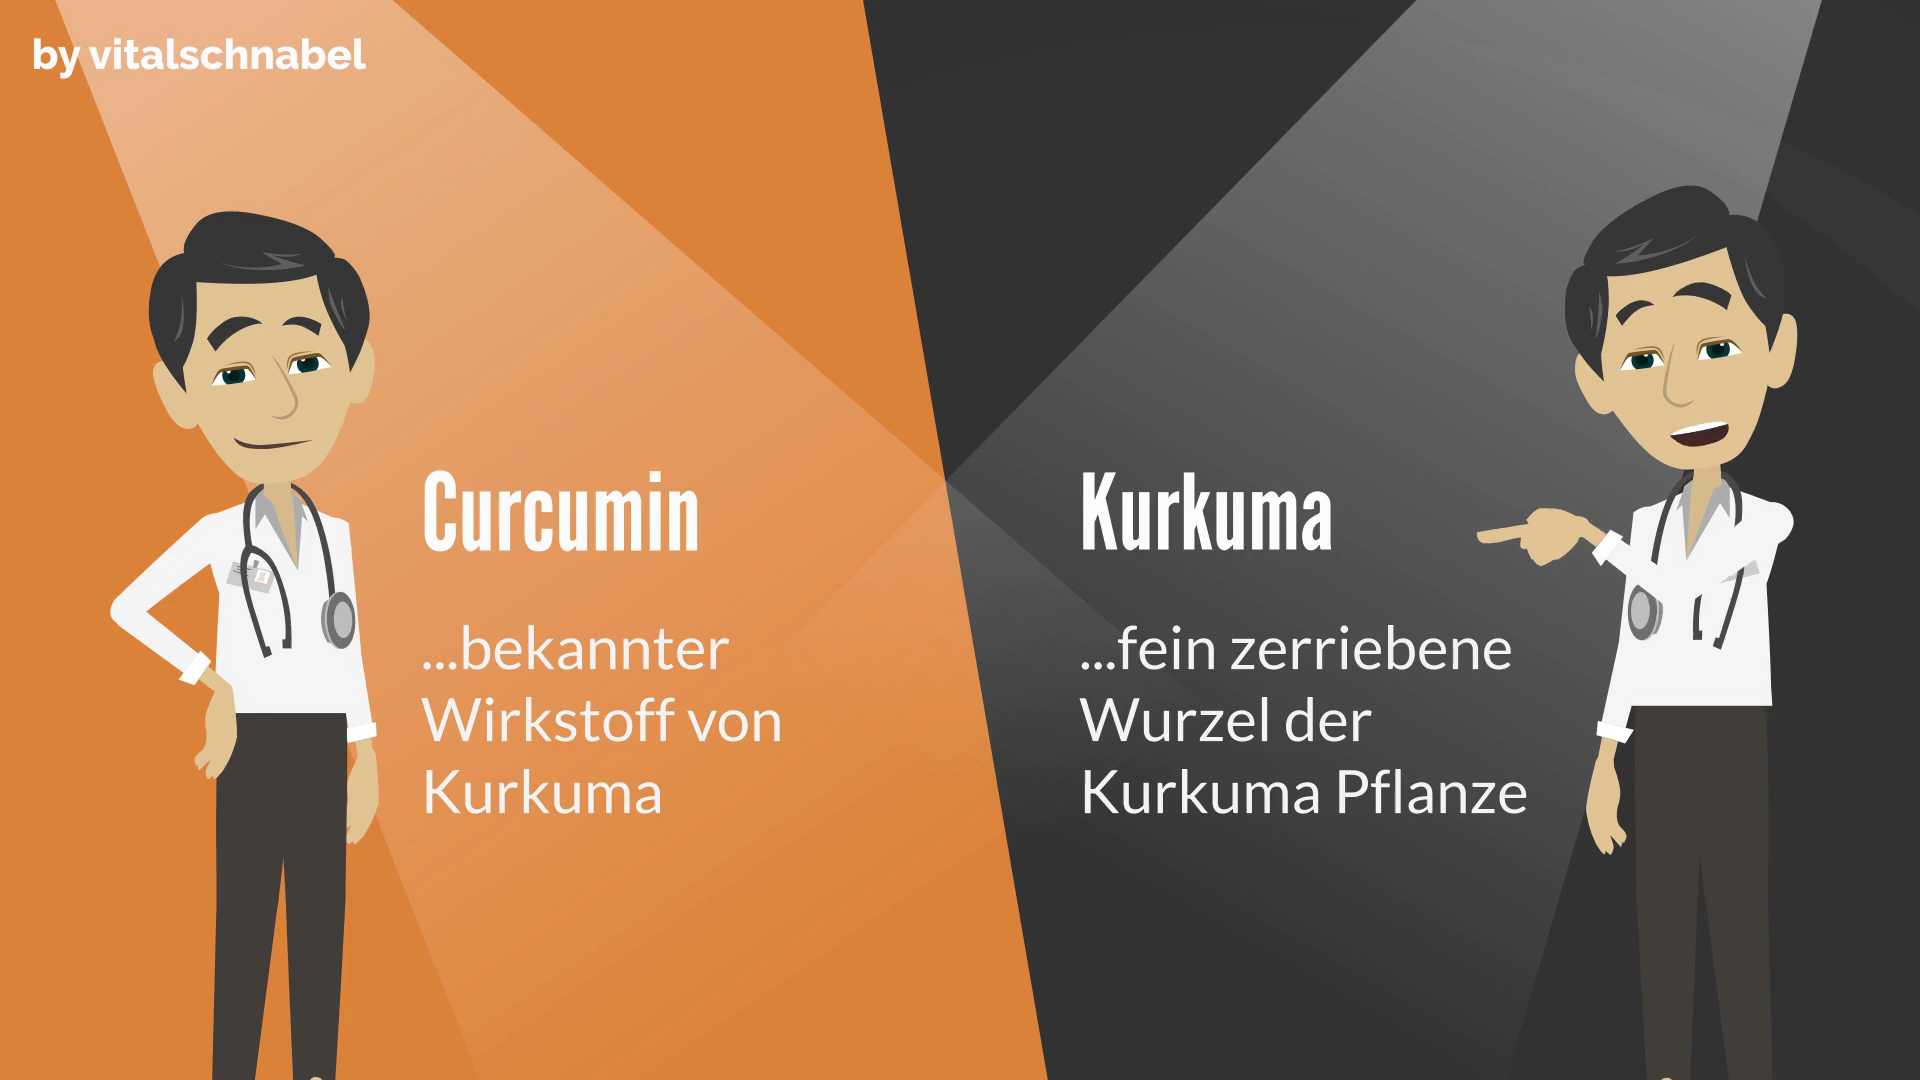 by vitalschnabel
Curcumin
...bekannter
Wirkstoff von
Kurkuma
Kurkuma
...fein zerriebene
Wurzel der
Kurkuma Pflanze